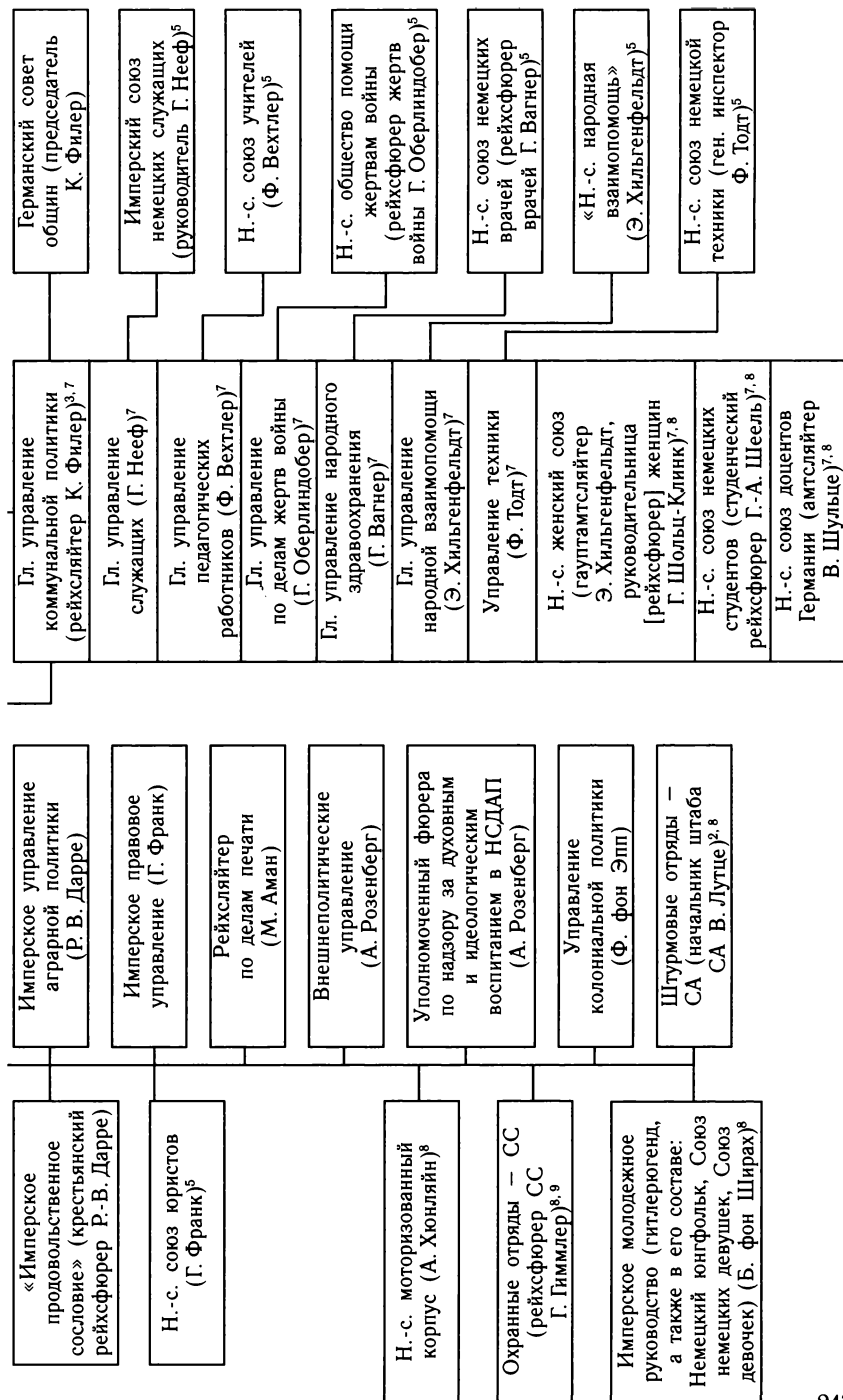 Германский совет
общин (председатель
К. Филер)
Имперский союз
немецких служащих
(руководитель Г. Нееф)⁵
Н.-с. союз учителей
(Ф. Вехтлер)⁵
Н.-с. общество помощи
жертвам войны
(рейхсфюрер жертв
войны Г. Оберлиндобер)⁵
Н.-с. союз немецких
врачей (рейхсфюрер
врачей Г. Вагнер)⁵
«Н.-с. народная
взаимопомощь»
(Э. Хильгенфельдт)⁵
Н.-с. союз немецкой
техники (ген. инспектор
Ф. Тодт)⁵
Гл. управление
коммунальной политики
(рейхсляйтер К. Филер)³,⁷
Гл. управление
служащих (Г. Нееф)⁷
Гл. управление
педагогических
работников (Ф. Вехтлер)⁷
Гл. управление
по делам жертв войны
(Г. Оберлиндобер)⁷
Гл. управление народного
здравоохранения
(Г. Вагнер)⁷
Гл. управление
народной взаимопомощи
(Э. Хильгенфельдт)⁷
Управление техники
(Ф. Тодт)⁷
Н.-с. женский союз
(гауптамтсляйтер
Э. Хильгенфельдт,
руководительница
[рейхсфюрер] женщин
Г. Шольц-Клинк)⁷,⁸
Н.-с. союз немецких
студентов (студенческий
рейхсфюрер Г.-А. Шеель)⁷,⁸
Н.-с. союз доцентов
Германии (амтсляйтер
В. Шульце)⁷,⁸
Имперское управление
аграрной политики
(Р. В. Дарре)
Имперское правовое
управление (Г. Франк)
Рейхсляйтер
по делам печати
(М. Аман)
Внешнеполитические
управление
(А. Розенберг)
Уполномоченный фюрера
по надзору за духовным
и идеологическим
воспитанием в НСДАП
(А. Розенберг)
Управление
колониальной политики
(Ф. фон Эпп)
Штурмовые отряды —
СА (начальник штаба
СА В. Лутце)²,⁸
«Имперское
продовольственное
сословие» (крестьянский
рейхсфюрер Р.-В. Дарре)
Н.-с. союз юристов
(Г. Франк)⁵
Н.-с. моторизованный
корпус (А. Хюнляйн)⁸
Охранные отряды — СС
(рейхсфюрер СС
Г. Гиммлер)⁸,⁹
Имперское молодежное
руководство (гитлерюгенд,
а также в его составе:
Немецкий юнгфольк, Союз
немецких девушек, Союз
девочек) (Б. фон Ширах)⁸